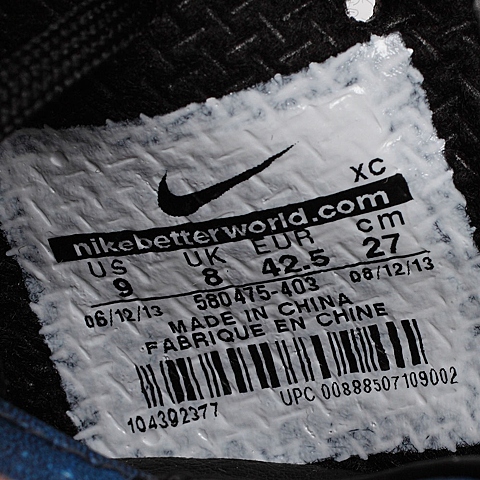 XC
nikebetterworld.com
US UK EUR cm
9 8 42.5 27
06/12/13 580475-403 08/12/13
MADE IN CHINA
FABRIQUE EN CHINE
104392377 UPC 00888507109002